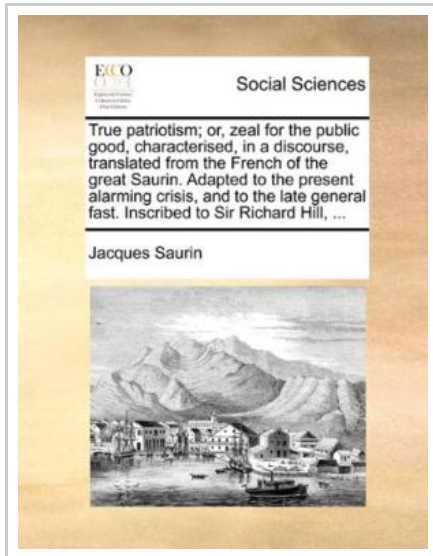 ECCO
Social Sciences
True patriotism; or, zeal for the public
good, characterised, in a discourse,
translated from the French of the
great Saurin. Adapted to the present
alarming crisis, and to the late general
fast. Inscribed to Sir Richard Hill, ...
Jacques Saurin